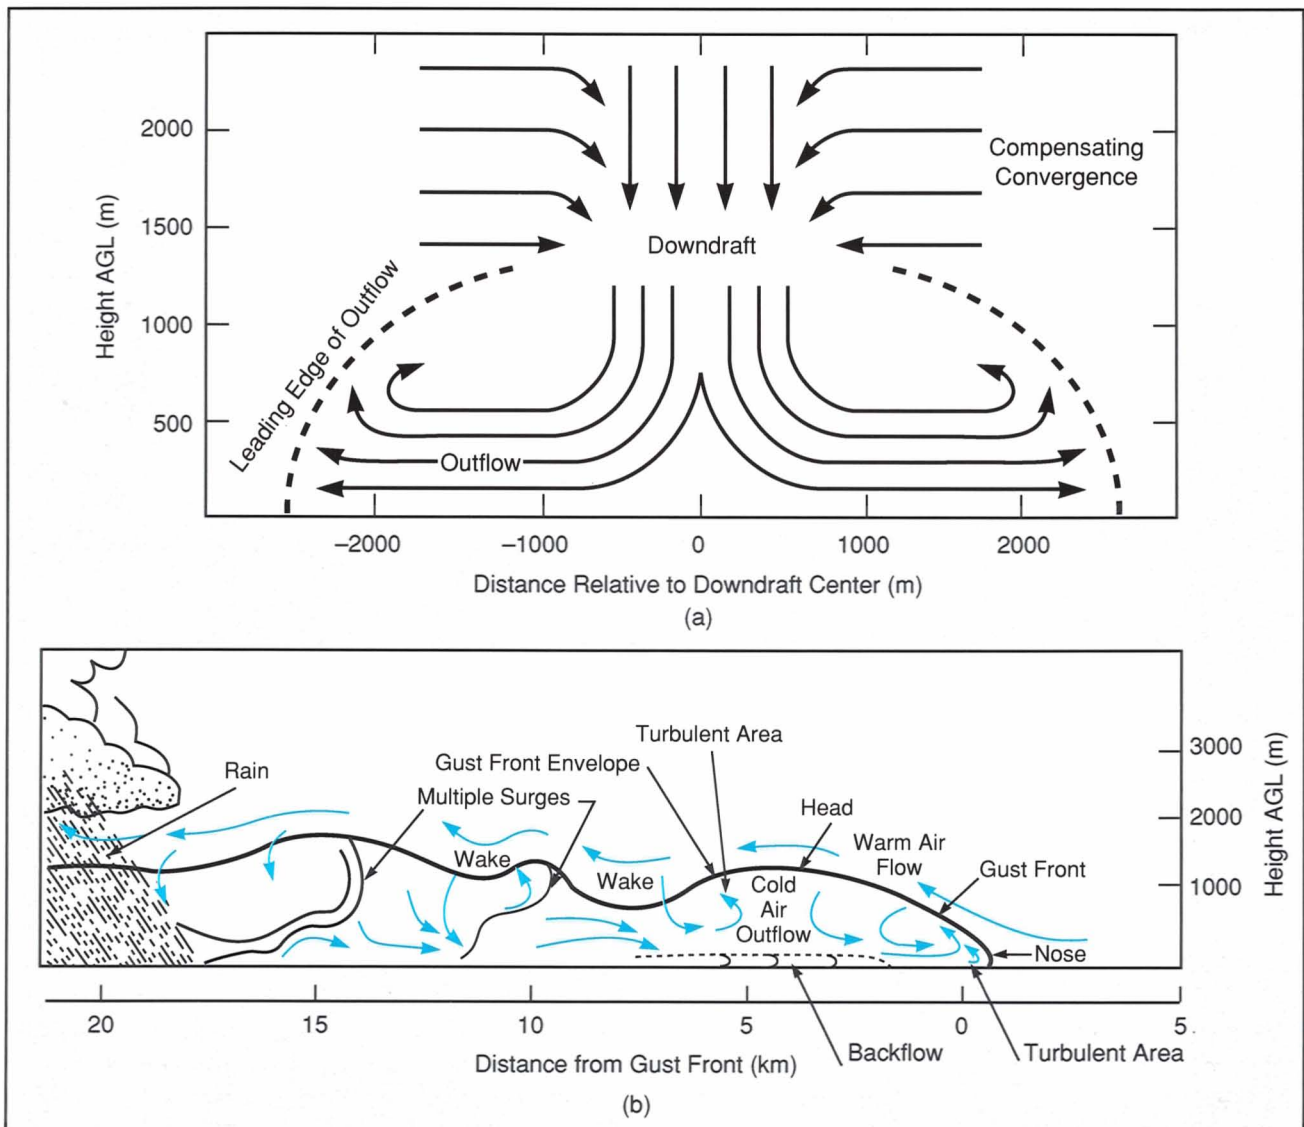 2000
1500
1000
500
Height AGL (m)
Leading Edge of Outflow
Compensating
Convergence
Downdraft
Outflow
–2000
–1000
0
1000
2000
Distance Relative to Downdraft Center (m)
(a)
Turbulent Area
Gust Front Envelope
Rain
Multiple Surges
Head
Wake
Warm Air
Flow
Gust Front
Wake
Cold
Air
Outflow
Nose
3000
2000
1000
Height AGL (m)
20
15
10
5
0
5
Backflow
Turbulent Area
Distance from Gust Front (km)
(b)